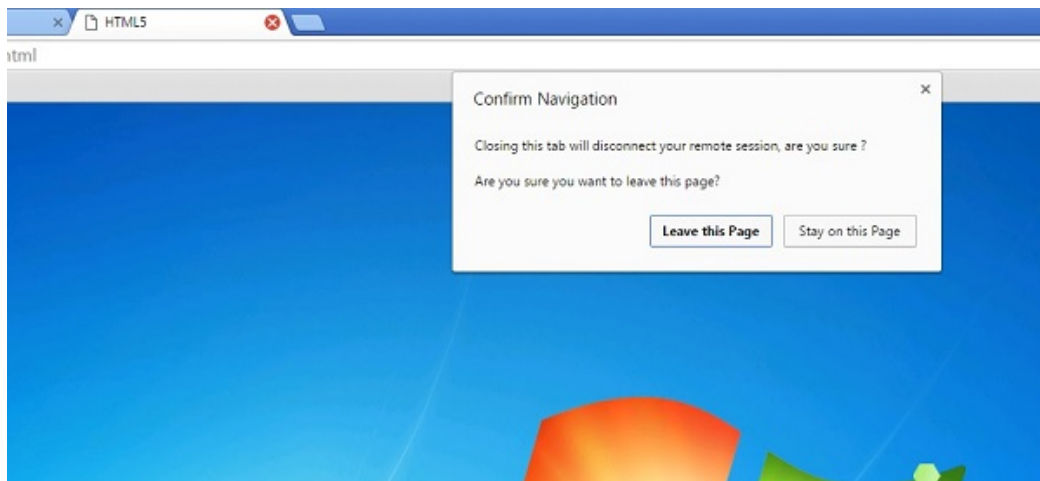 HTML5
html
Confirm Navigation
Closing this tab will disconnect your remote session, are you sure ?
Are you sure you want to leave this page?
Leave this Page
Stay on this Page